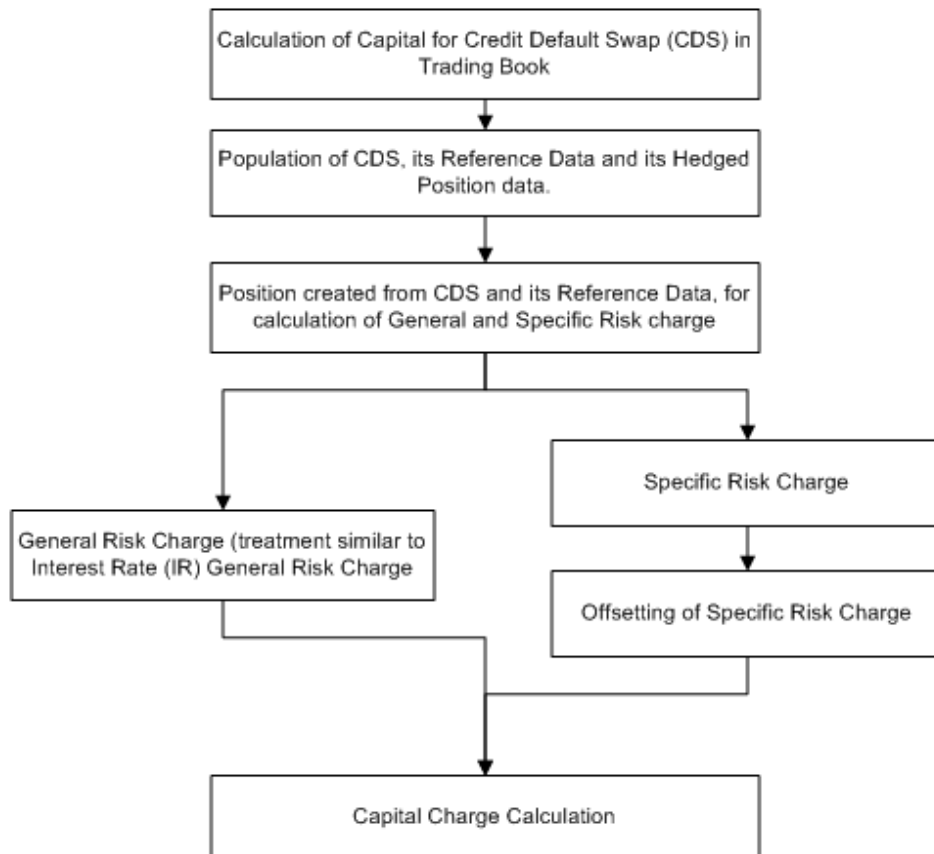 Calculation of Capital for Credit Default Swap (CDS) in
Trading Book
Population of CDS, its Reference Data and its Hedged
Position data.
Position created from CDS and its Reference Data, for
calculation of General and Specific Risk charge
Specific Risk Charge
General Risk Charge (treatment similar to
Interest Rate (IR) General Risk Charge
Offsetting of Specific Risk Charge
Capital Charge Calculation